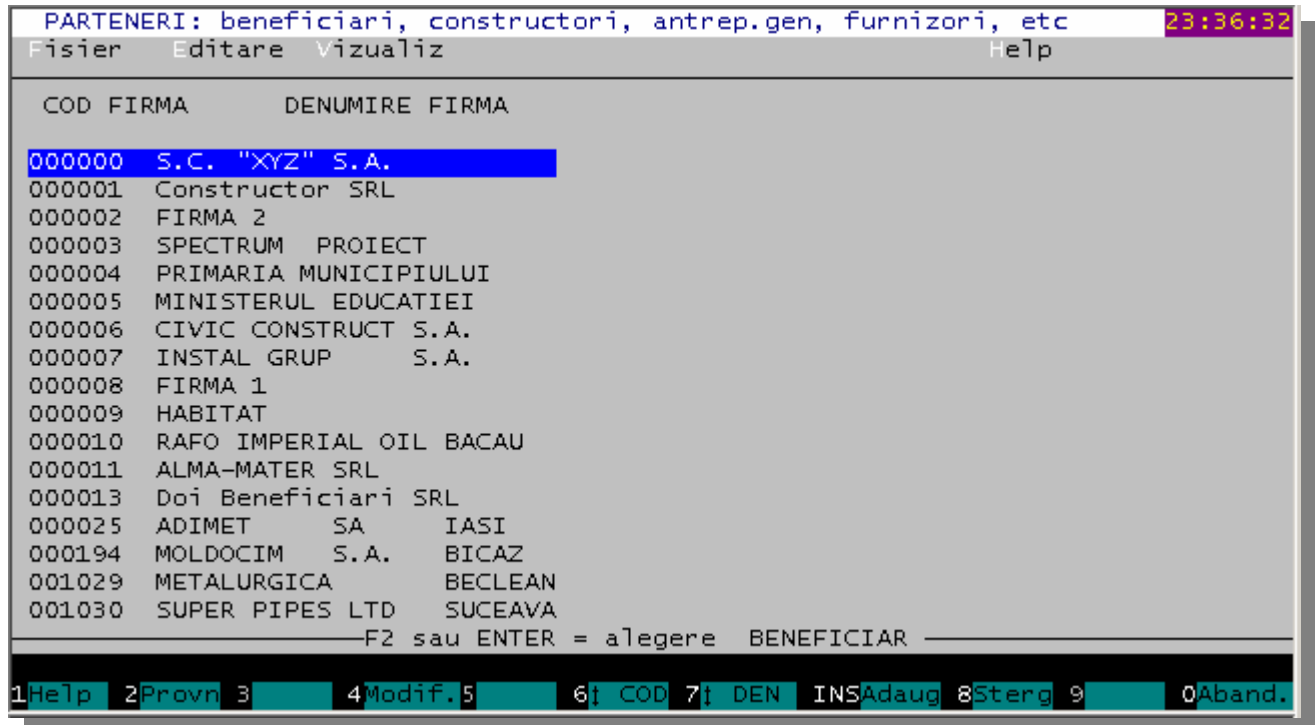 PARTENERI: beneficiari, constructori, antrep.gen, furnizori, etc 23:36:32
Fisier Editare Vizualiz Help
COD FIRMA DENUMIRE FIRMA
000000 S.C. "XYZ" S.A.
000001 Constructor SRL
000002 FIRMA 2
000003 SPECTRUM PROIECT
000004 PRIMARIA MUNICIPIULUI
000005 MINISTERUL EDUCATIEI
000006 CIVIC CONSTRUCT S.A.
000007 INSTAL GRUP S.A.
000008 FIRMA 1
000009 HABITAT
000010 RAFO IMPERIAL OIL BACAU
000011 ALMA-MATER SRL
000013 Doi Beneficiari SRL
000025 ADIMET SA IASI
000194 MOLDOCIM S.A. BICAZ
001029 METALURGICA BECLEAN
001030 SUPER PIPES LTD SUCEAVA
F2 sau ENTER = alegere BENEFICIAR
1Help 2Provn 3 4Modif. 5 6↨ COD 7↨ DEN INSAdaug 8Sterg 9 0Aband.